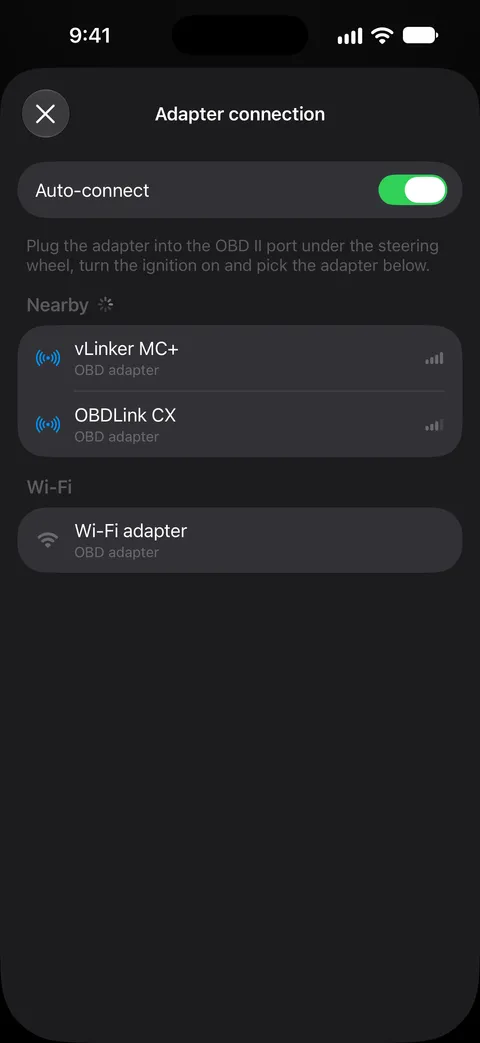 9:41
Adapter connection
Auto-connect
Plug the adapter into the OBD II port under the steering
wheel, turn the ignition on and pick the adapter below.
Nearby
vLinker MC+
OBD adapter
OBDLink CX
OBD adapter
Wi-Fi
Wi-Fi adapter
OBD adapter